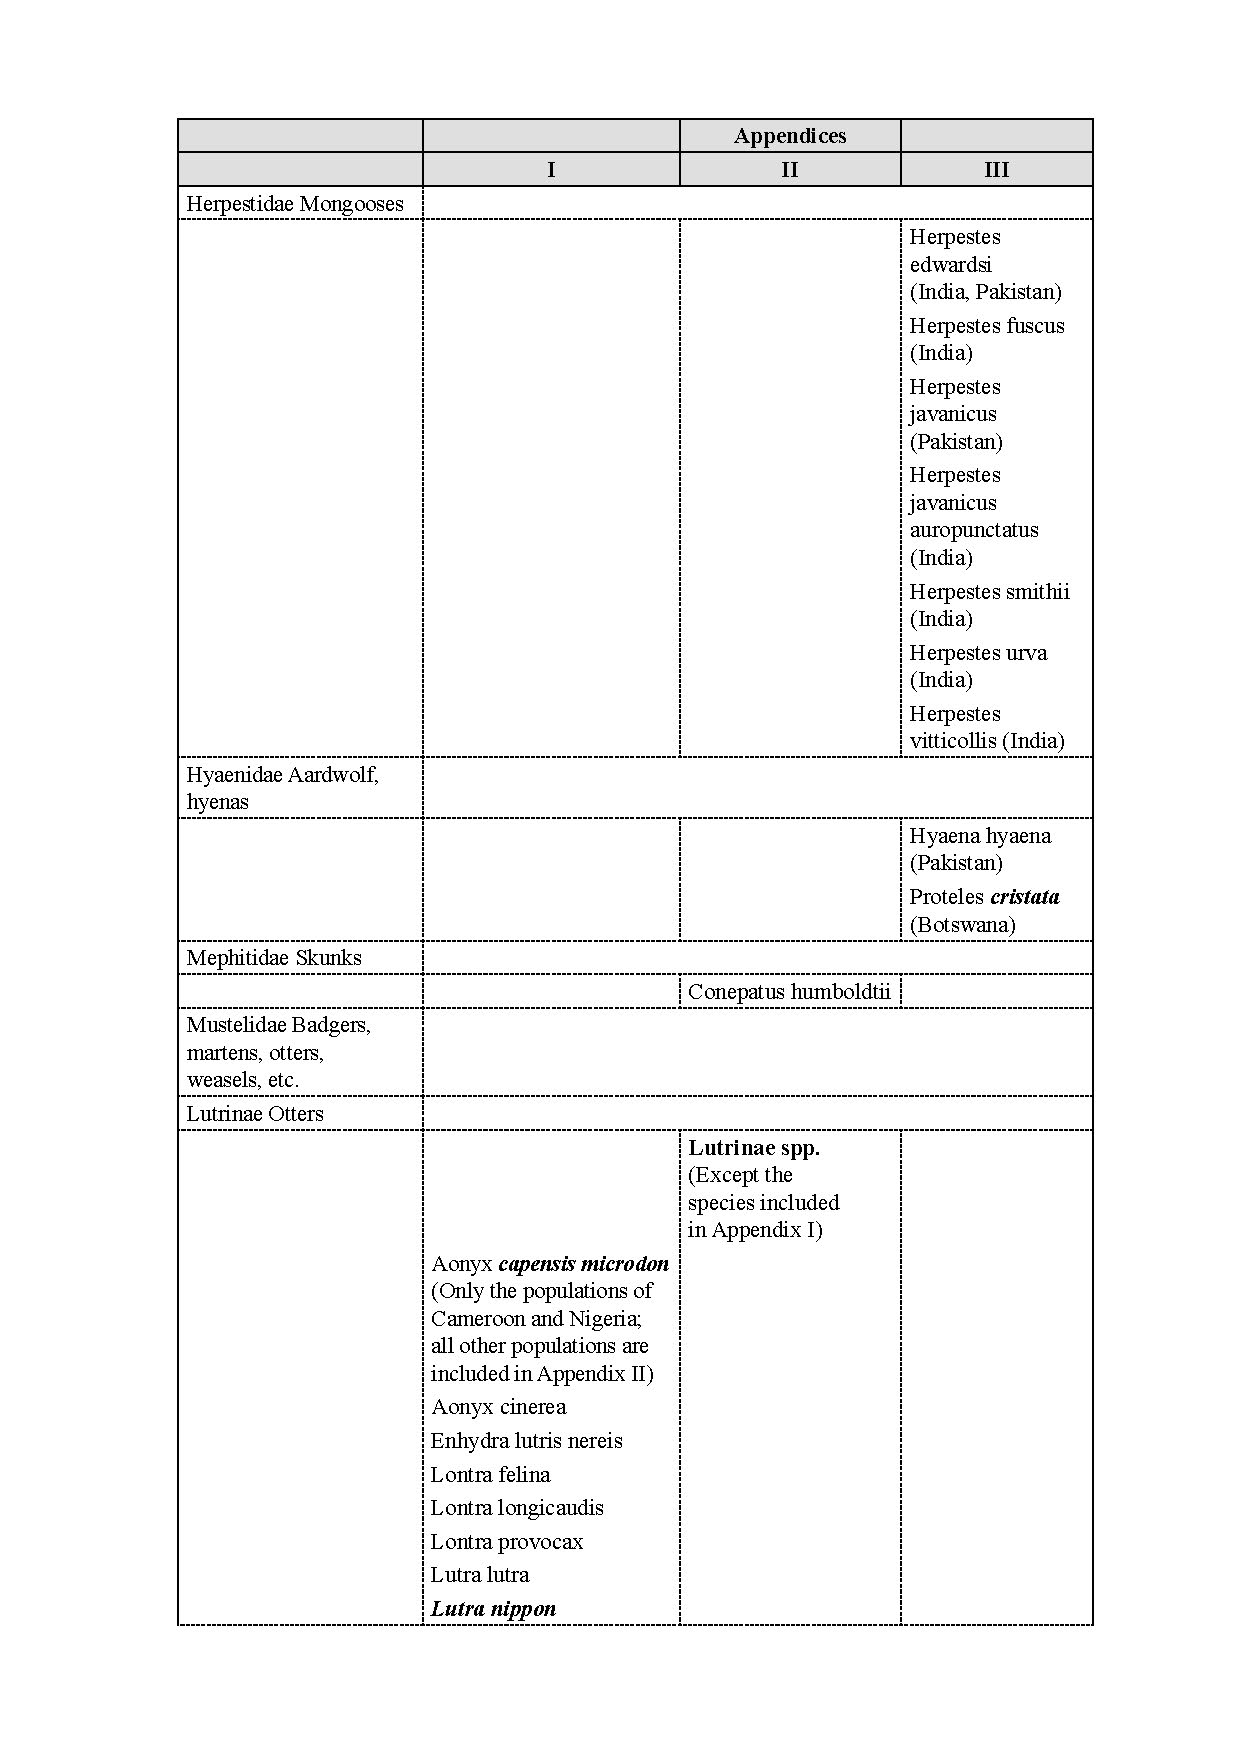 Appendices
I II III
Herpestidae Mongooses
Herpestes
edwardsi
(India, Pakistan)
Herpestes fuscus
(India)
Herpestes
javanicus
(Pakistan)
Herpestes
javanicus
auropunctatus
(India)
Herpestes smithii
(India)
Herpestes urva
(India)
Herpestes
vitticollis (India)
Hyaenidae Aardwolf,
hyenas
Hyaena hyaena
(Pakistan)
Proteles cristata
(Botswana)
Mephitidae Skunks
Conepatus humboldtii
Mustelidae Badgers,
martens, otters,
weasels, etc.
Lutrinae Otters
Lutrinae spp.
(Except the
species included
in Appendix I)
Aonyx capensis microdon
(Only the populations of
Cameroon and Nigeria;
all other populations are
included in Appendix II)
Aonyx cinerea
Enhydra lutris nereis
Lontra felina
Lontra longicaudis
Lontra provocax
Lutra lutra
Lutra nippon